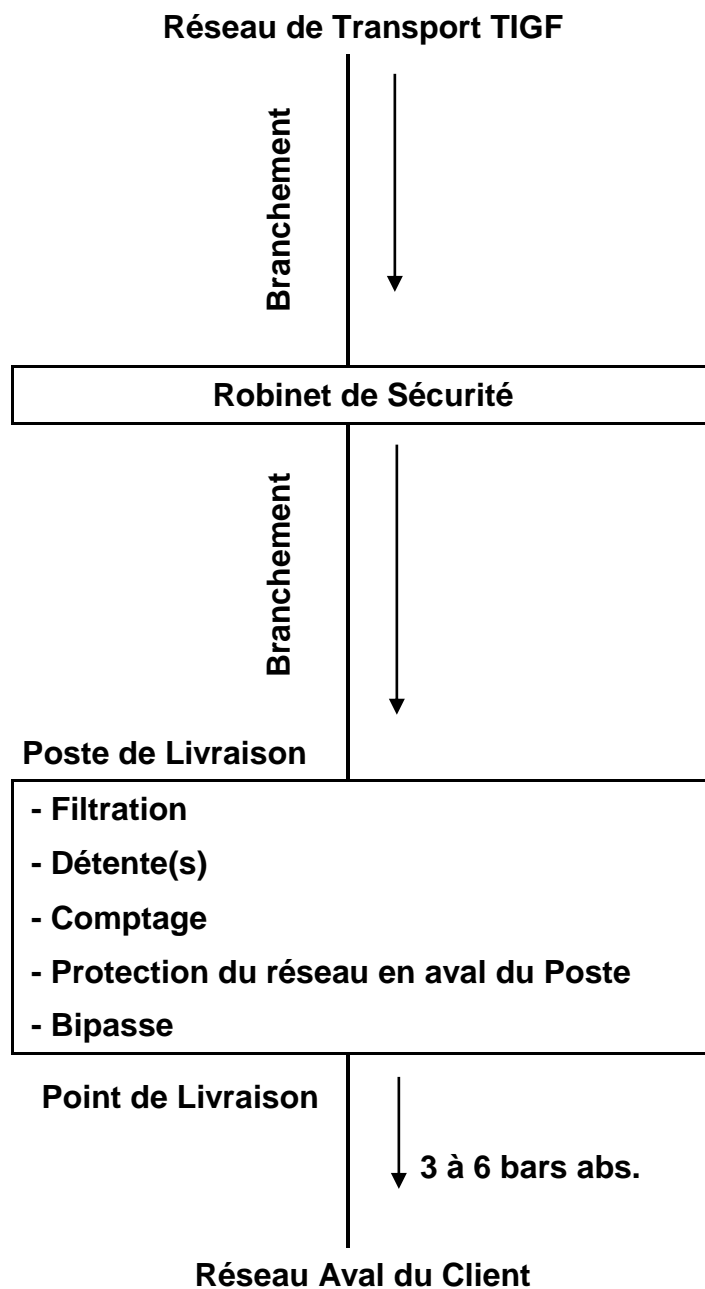 Réseau de Transport TIGF
Branchement
Robinet de Sécurité
Branchement
Poste de Livraison
- Filtration
- Détente(s)
- Comptage
- Protection du réseau en aval du Poste
- Bipasse
Point de Livraison
3 à 6 bars abs.
Réseau Aval du Client